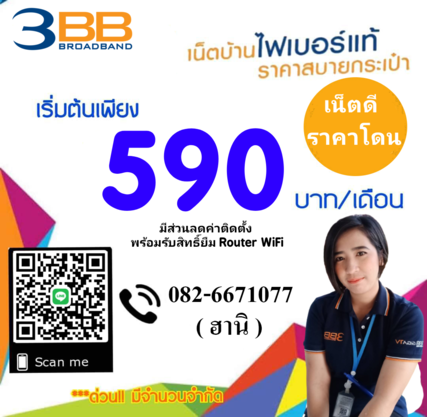 3BB
BROADBAND
เน็ตบ้านไฟเบอร์แท้
ราคาสบายกระเป๋า
เริ่มต้นเพียง
เน็ตดี
ราคาโดน
590
บาท/เดือน
มีส่วนลดค่าติดตั้ง
พร้อมรับสิทธิ์ยืม Router WiFi
082-6671077
( ฮานิ )
Scan me
***ด่วน!! มีจำนวนจำกัด